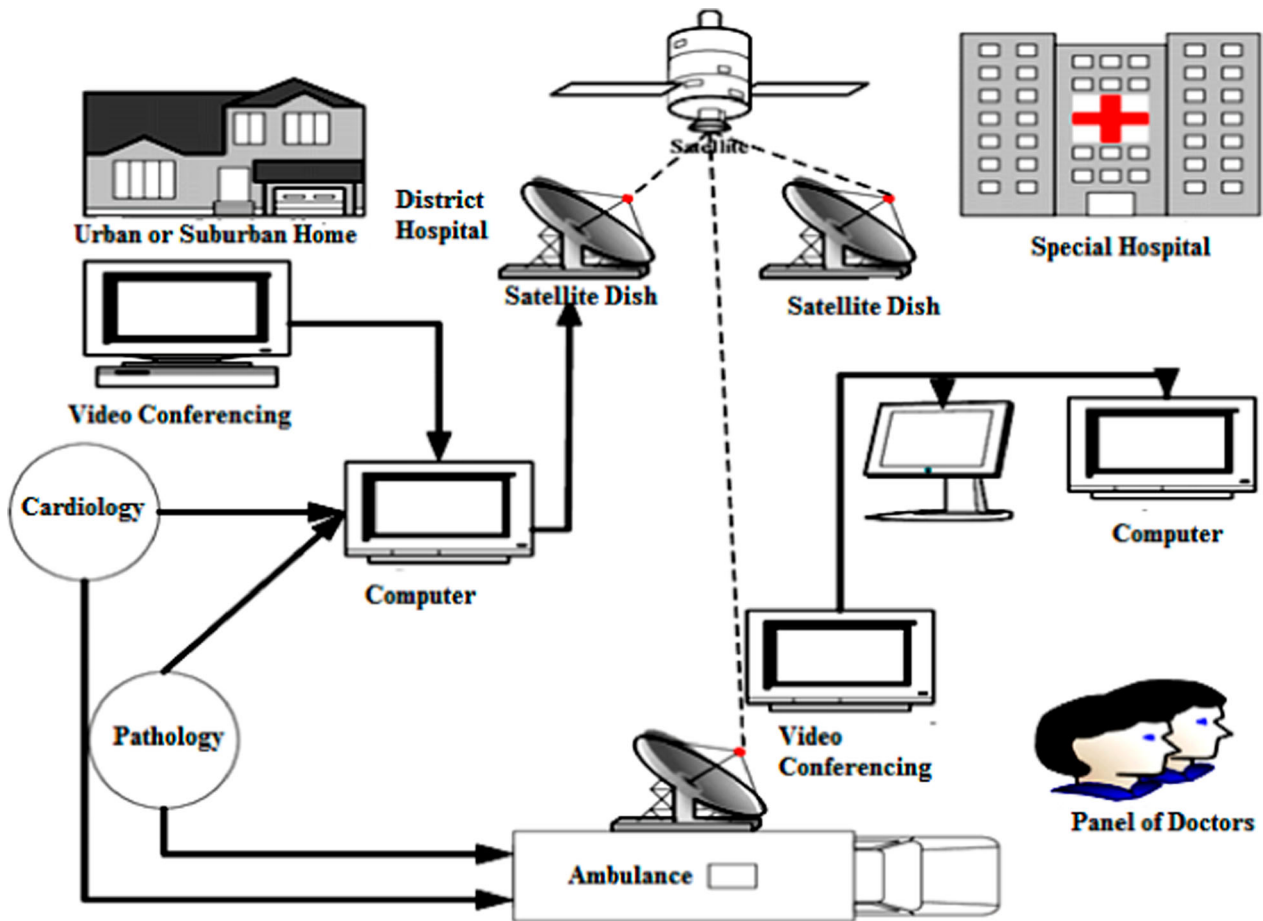 Satellite
District
Hospital
Urban or Suburban Home
Special Hospital
Satellite Dish
Satellite Dish
Video Conferencing
Cardiology
Computer
Computer
Pathology
Video
Conferencing
Panel of Doctors
Ambulance